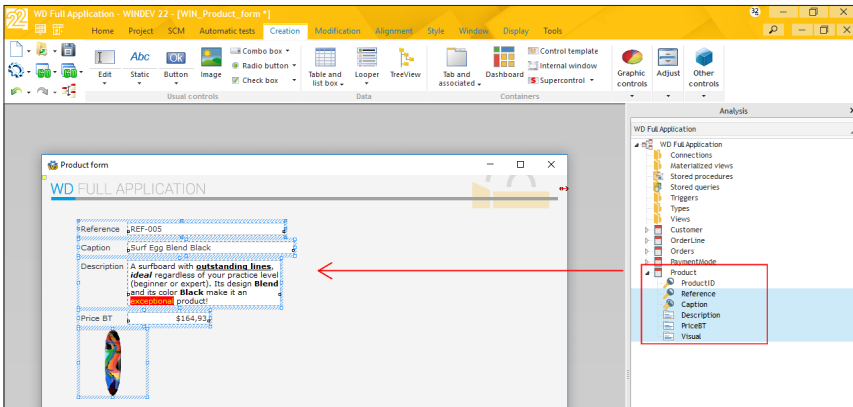 22
WD Full Application - WINDEV 22 - [WIN_Product_form *]
32
Home Project SCM Automatic tests Creation Modification Alignment Style Window Display Tools
Edit
Abc
Static
Ok
Button
Image
Combo box
Radio button
Check box
Table and list box
Looper
TreeView
Tab and associated
Dashboard
Control template
Internal window
Supercontrol
Graphic controls
Adjust
Other controls
GO
GO
Usual controls
Data
Containers
Analysis
WD Full Application
WD Full Application
Connections
Materialized views
Stored procedures
Stored queries
Triggers
Types
Views
Customer
OrderLine
Orders
PaymentMode
Product
ProductID
Reference
Caption
Description
PriceBT
Visual
Product form
WD FULL APPLICATION
Reference REF-005
Caption Surf Egg Blend Black
Description A surfboard with outstanding lines,
ideal regardless of your practice level
(beginner or expert). Its design Blend
and its color Black make it an
exceptional product!
Price BT $164,93